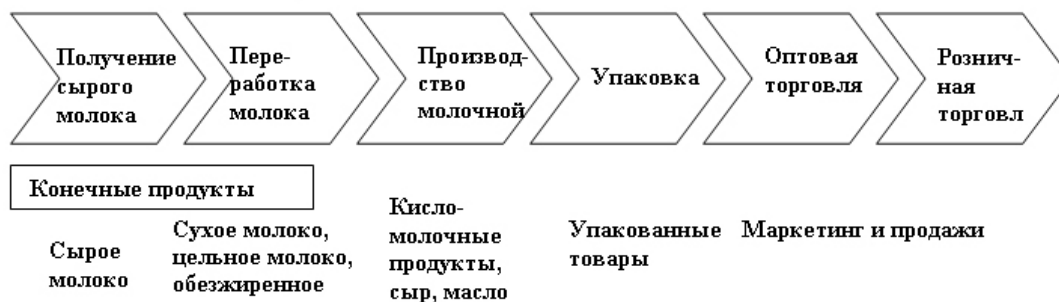 Получение
сырого
молока
Пере-
работка
молока
Производ-
ство
молочной
Упаковка
Оптовая
торговля
Рознич-
ная
торговл
Конечные продукты
Сырое
молоко
Сухое молоко,
цельное молоко,
обезжиренное
Кисло-
молочные
продукты,
сыр, масло
Упакованные
товары
Маркетинг и продажи